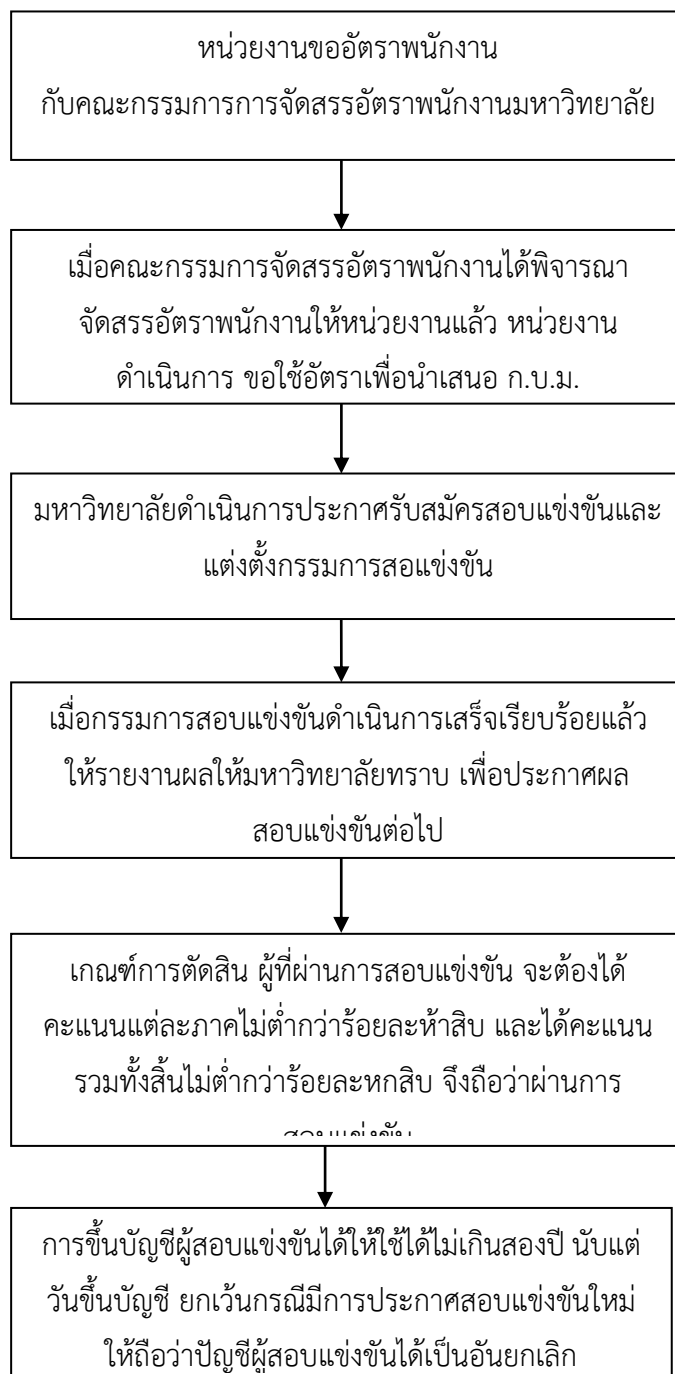 หน่วยงานขออัตราพนักงาน
กับคณะกรรมการการจัดสรรอัตราพนักงานมหาวิทยาลัย
เมื่อคณะกรรมการจัดสรรอัตราพนักงานได้พิจารณา
จัดสรรอัตราพนักงานให้หน่วยงานแล้ว หน่วยงาน
ดำเนินการ ขอใช้อัตราเพื่อนำเสนอ ก.บ.ม.
มหาวิทยาลัยดำเนินการประกาศรับสมัครสอบแข่งขันและ
แต่งตั้งกรรมการสอแข่งขัน
เมื่อกรรมการสอบแข่งขันดำเนินการเสร็จเรียบร้อยแล้ว
ให้รายงานผลให้มหาวิทยาลัยทราบ เพื่อประกาศผล
สอบแข่งขันต่อไป
เกณฑ์การตัดสิน ผู้ที่ผ่านการสอบแข่งขัน จะต้องได้
คะแนนแต่ละภาคไม่ต่ำกว่าร้อยละห้าสิบ และได้คะแนน
รวมทั้งสิ้นไม่ต่ำกว่าร้อยละหกสิบ จึงถือว่าผ่านการ
สอบแข่งขัน
การขึ้นบัญชีผู้สอบแข่งขันได้ให้ใช้ได้ไม่เกินสองปี นับแต่
วันขึ้นบัญชี ยกเว้นกรณีมีการประกาศสอบแข่งขันใหม่
ให้ถือว่าปัญชีผู้สอบแข่งขันได้เป็นอันยกเลิก